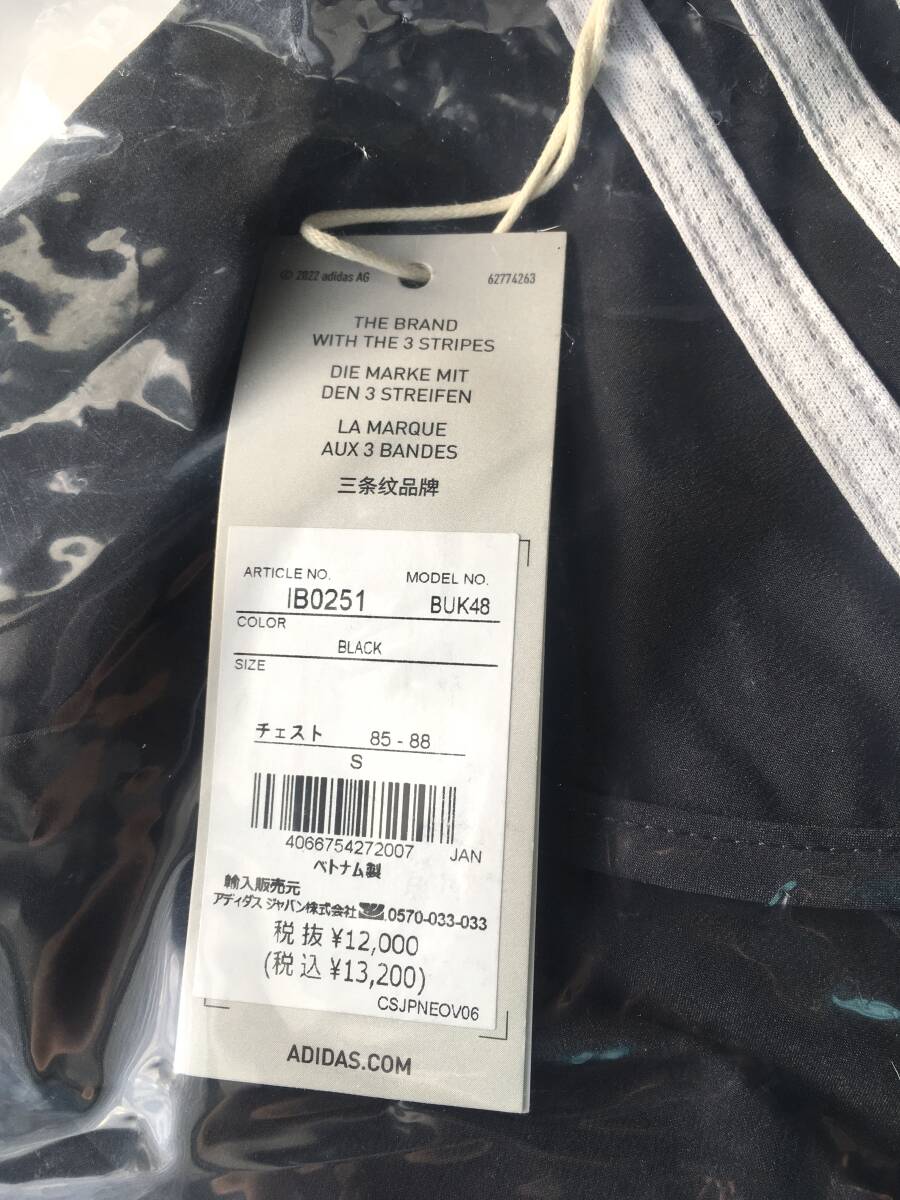 © 2022 adidas AG 62774263
THE BRAND
WITH THE 3 STRIPES
DIE MARKE MIT
DEN 3 STREIFEN
LA MARQUE
AUX 3 BANDES
三条纹品牌
ARTICLE NO. MODEL NO.
IB0251 BUK48
COLOR
BLACK
SIZE
チェスト 85 - 88
S
4066754272007 JAN
ベトナム製
輸入販売元
アディダス ジャパン株式会社 0570-033-033
税 抜 ¥12,000
(税 込 ¥13,200)
CSJPNEOV06
ADIDAS.COM